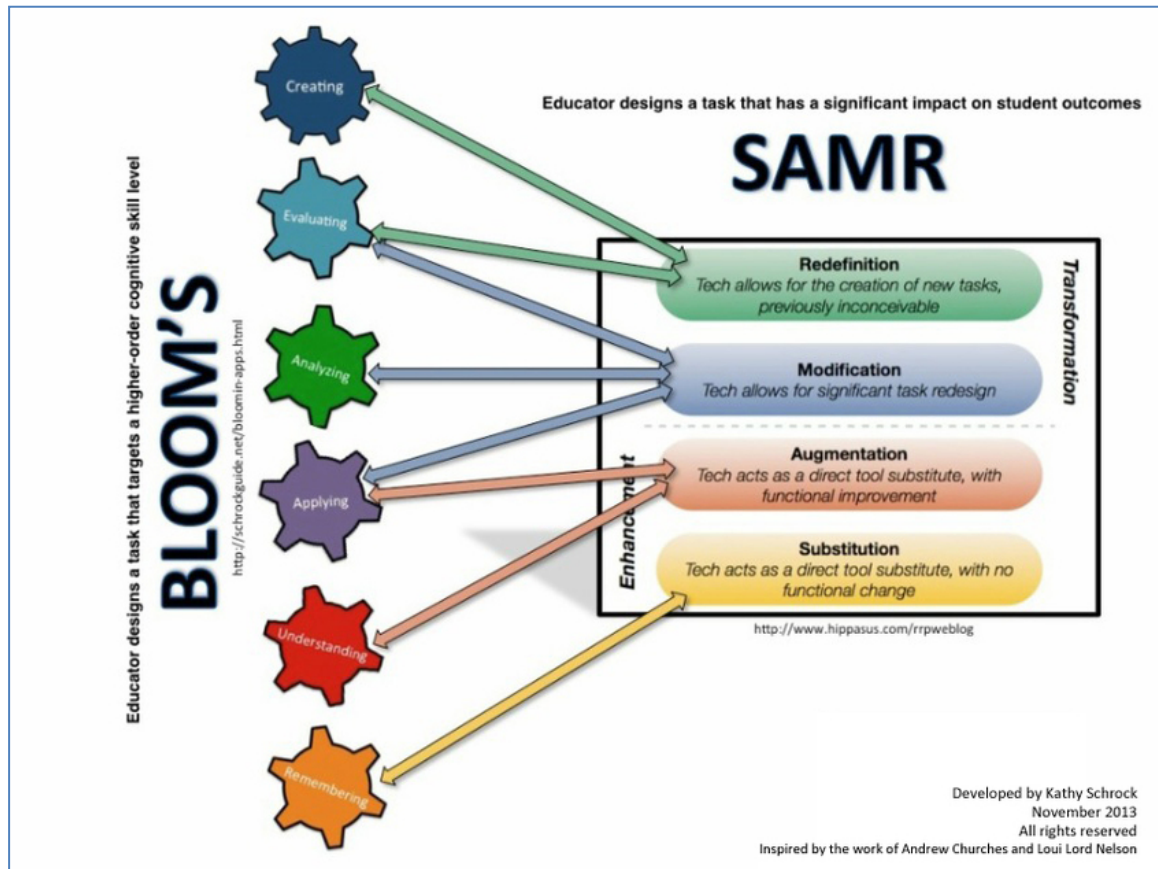 Educator designs a task that targets a higher-order cognitive skill level
BLOOM'S
http://schrockguide.net/bloomin-apps.html
Creating
Evaluating
Analyzing
Applying
Understanding
Remembering
Educator designs a task that has a significant impact on student outcomes
SAMR
Redefinition
Tech allows for the creation of new tasks,
previously inconceivable
Modification
Tech allows for significant task redesign
Transformation
Augmentation
Tech acts as a direct tool substitute, with
functional improvement
Substitution
Tech acts as a direct tool substitute, with no
functional change
Enhancement
http://www.hippasus.com/rrpweblog
Developed by Kathy Schrock
November 2013
All rights reserved
Inspired by the work of Andrew Churches and Loui Lord Nelson